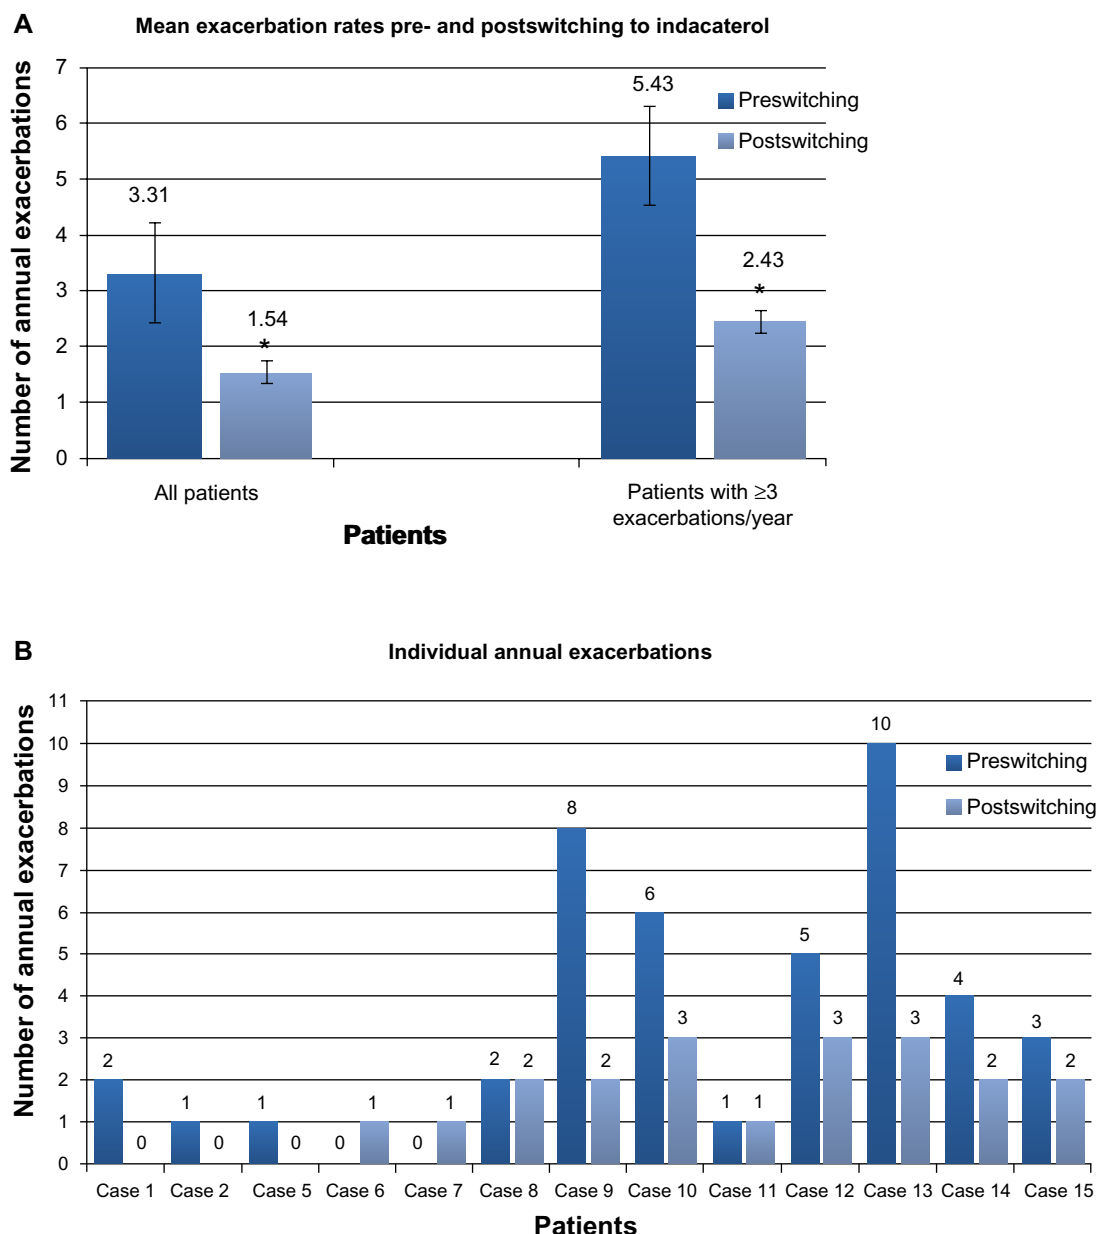 A
Mean exacerbation rates pre- and postswitching to indacaterol
Number of annual exacerbations
7
6
5
4
3
2
1
0
3.31
1.54
*
5.43
2.43
*
Preswitching
Postswitching
All patients
Patients with ≥3
exacerbations/year
Patients
B
Individual annual exacerbations
Number of annual exacerbations
11
10
9
8
7
6
5
4
3
2
1
0
2 0 1 0 1 0 0 1 0 1 2 2 8 2 6 3 1 1 5 3 10 3 4 2 3 2
Preswitching
Postswitching
Case 1 Case 2 Case 5 Case 6 Case 7 Case 8 Case 9 Case 10 Case 11 Case 12 Case 13 Case 14 Case 15
Patients